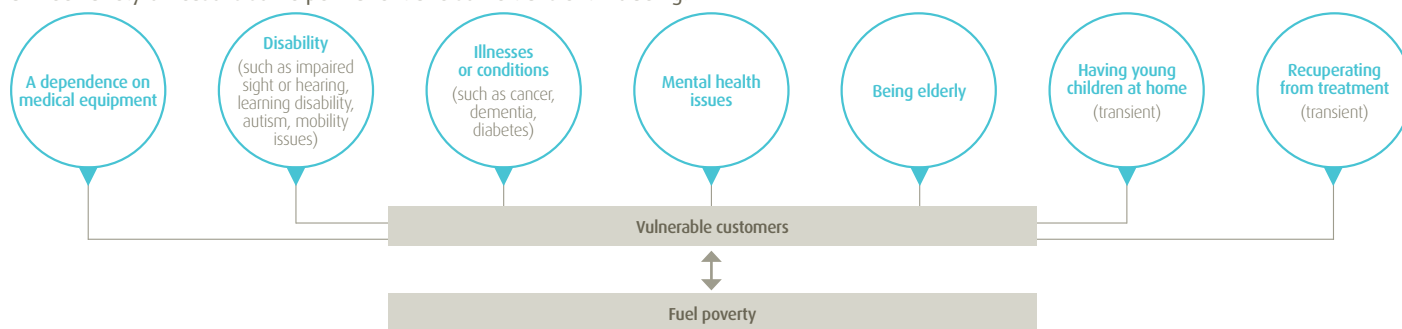 A dependence on
medical equipment
Disability
(such as impaired
sight or hearing,
learning disability,
autism, mobility
issues)
Illnesses
or conditions
(such as cancer,
dementia,
diabetes)
Mental health
issues
Being elderly
Having young
children at home
(transient)
Recuperating
from treatment
(transient)
Vulnerable customers
Fuel poverty